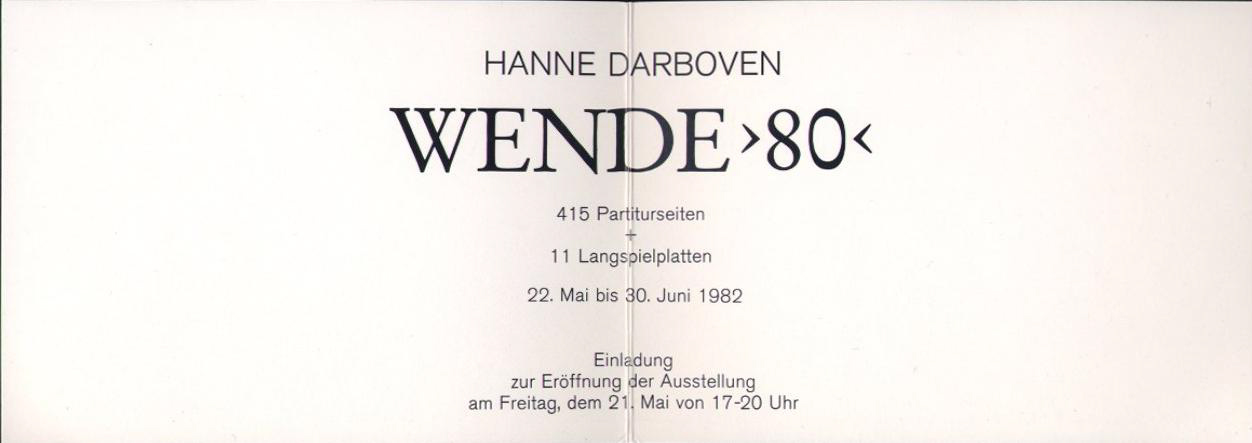 HANNE DARBOVEN
WENDE ›80‹
415 Partiturseiten
+
11 Langspielplatten
22. Mai bis 30. Juni 1982
Einladung
zur Eröffnung der Ausstellung
am Freitag, dem 21. Mai von 17-20 Uhr